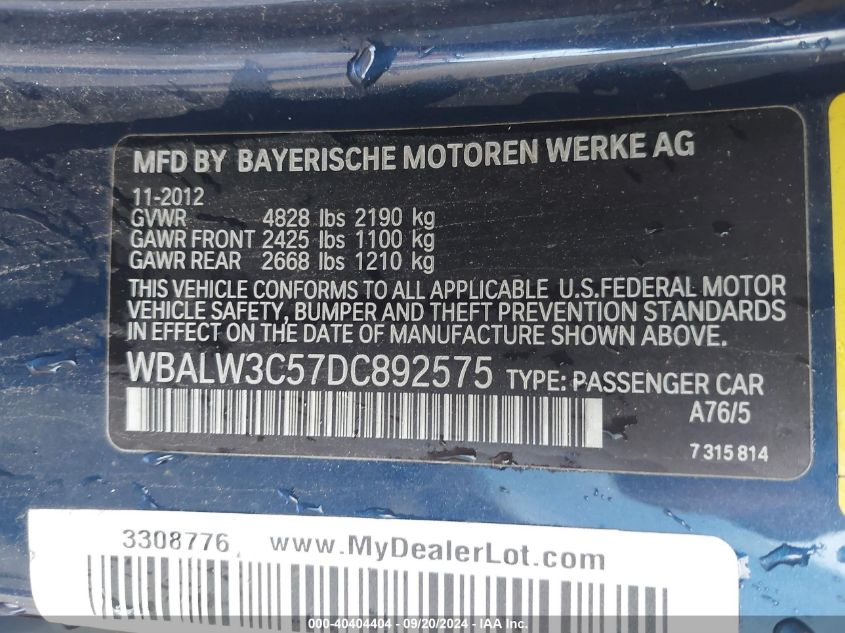 MFD BY BAYERISCHE MOTOREN WERKE AG
11-2012
GVWR 4828 lbs 2190 kg
GAWR FRONT 2425 lbs 1100 kg
GAWR REAR 2668 lbs 1210 kg
THIS VEHICLE CONFORMS TO ALL APPLICABLE U.S.FEDERAL MOTOR
VEHICLE SAFETY, BUMPER AND THEFT PREVENTION STANDARDS
IN EFFECT ON THE DATE OF MANUFACTURE SHOWN ABOVE.
WBALW3C57DC892575 TYPE: PASSENGER CAR
A76/5
7 315 814
3308776 www.MyDealerLot.com
000-40404404 - 09/20/2024 - IAA Inc.